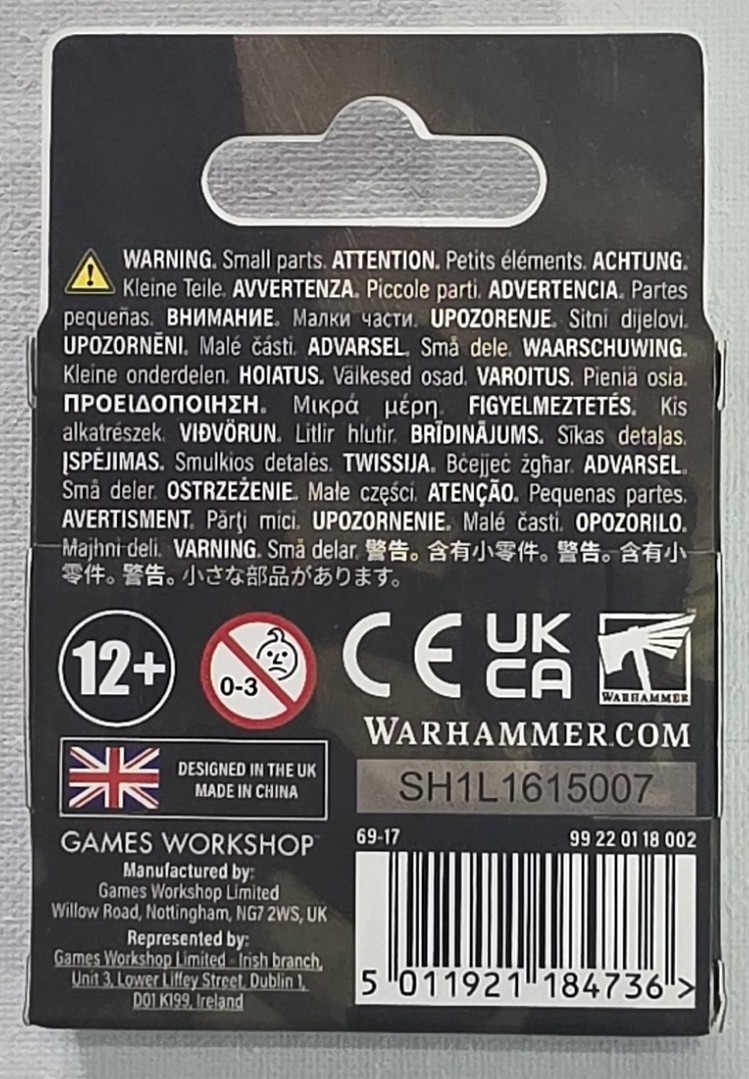 WARNING. Small parts. ATTENTION. Petits éléments. ACHTUNG.
Kleine Teile. AVVERTENZA. Piccole parti. ADVERTENCIA. Partes
pequeñas. ВНИМАНИЕ. Малки части. UPOZORENJE. Sitni dijelovi.
UPOZORNĚNI. Malé části. ADVARSEL. Små dele. WAARSCHUWING.
Kleine onderdelen. HOIATUS. Väikesed osad. VAROITUS. Pieniä osia.
ΠΡΟΕΙΔΟΠΟΙΗΣΗ. Μικρά μέρη. FIGYELMEZTETÉS. Kis
alkatrészek. VIÐVÖRUN. Litlir hlutir. BRĪDINĀJUMS. Sīkas detaļas.
ĮSPĖJIMAS. Smulkios detalės. TWISSIJA. Bċejjeċ żgħar. ADVARSEL.
Små deler. OSTRZEŻENIE. Małe części. ATENÇÃO. Pequenas partes.
AVERTISMENT. Părţi mici. UPOZORNENIE. Malé časti. OPOZORILO.
Majhni deli. VARNING. Små delar. 警告。含有小零件。警告。含有小
零件。警告。小さな部品があります。
12+
0-3
CE
UK
CA
WARHAMMER
WARHAMMER.COM
DESIGNED IN THE UK
MADE IN CHINA
SH1L1615007
GAMES WORKSHOP
Manufactured by:
Games Workshop Limited
Willow Road, Nottingham, NG7 2WS, UK
Represented by:
Games Workshop Limited - Irish branch,
Unit 3, Lower Liffey Street, Dublin 1,
D01 K199, Ireland
69-17 99 22 01 18 002
5 011921 184736 >